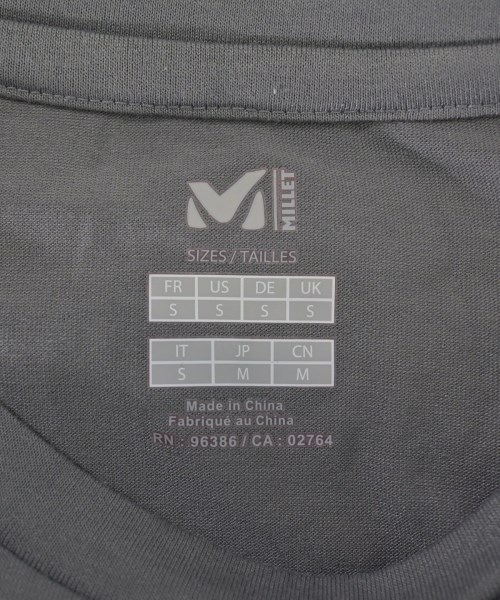 MILLET
SIZES / TAILLES
FR US DE UK
S S S S
IT JP CN
S M M
Made in China
Fabriqué au China
RN : 96386 / CA : 02764